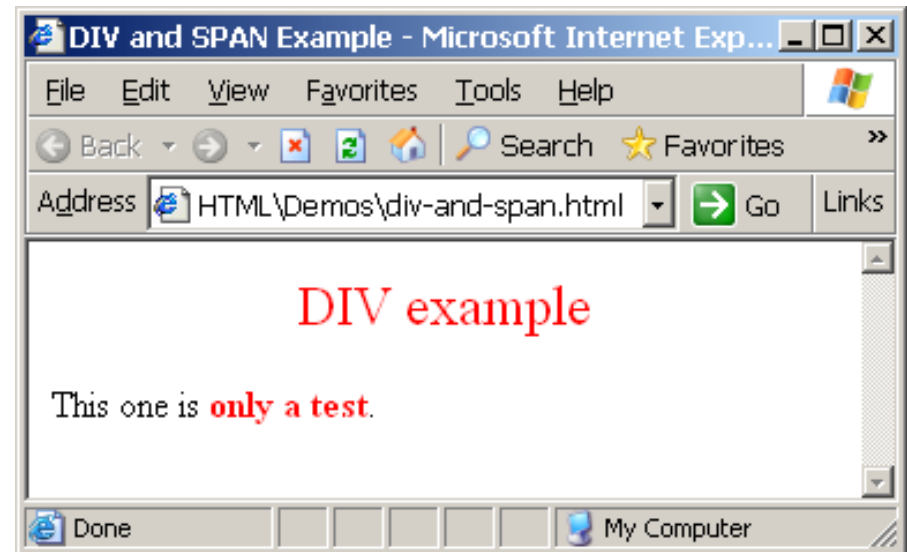 DIV and SPAN Example - Microsoft Internet Exp...
File Edit View Favorites Tools Help
Back Search Favorites »
Address HTML\Demos\div-and-span.html Go Links
DIV example
This one is only a test.
Done My Computer